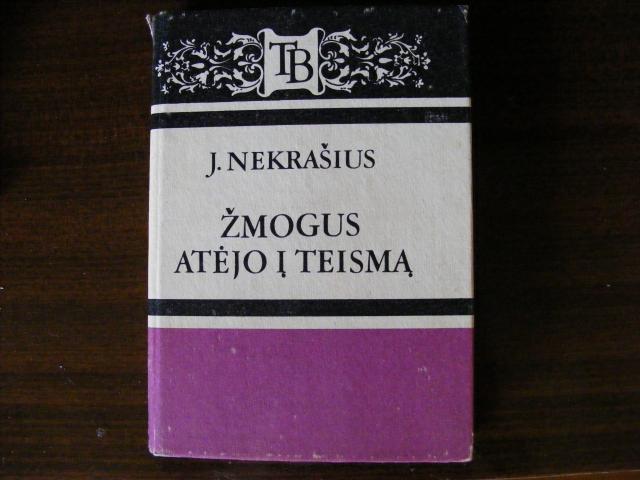 TB
J. NEKRAŠIUS
ŽMOGUS
ATĖJO Į TEISMĄ